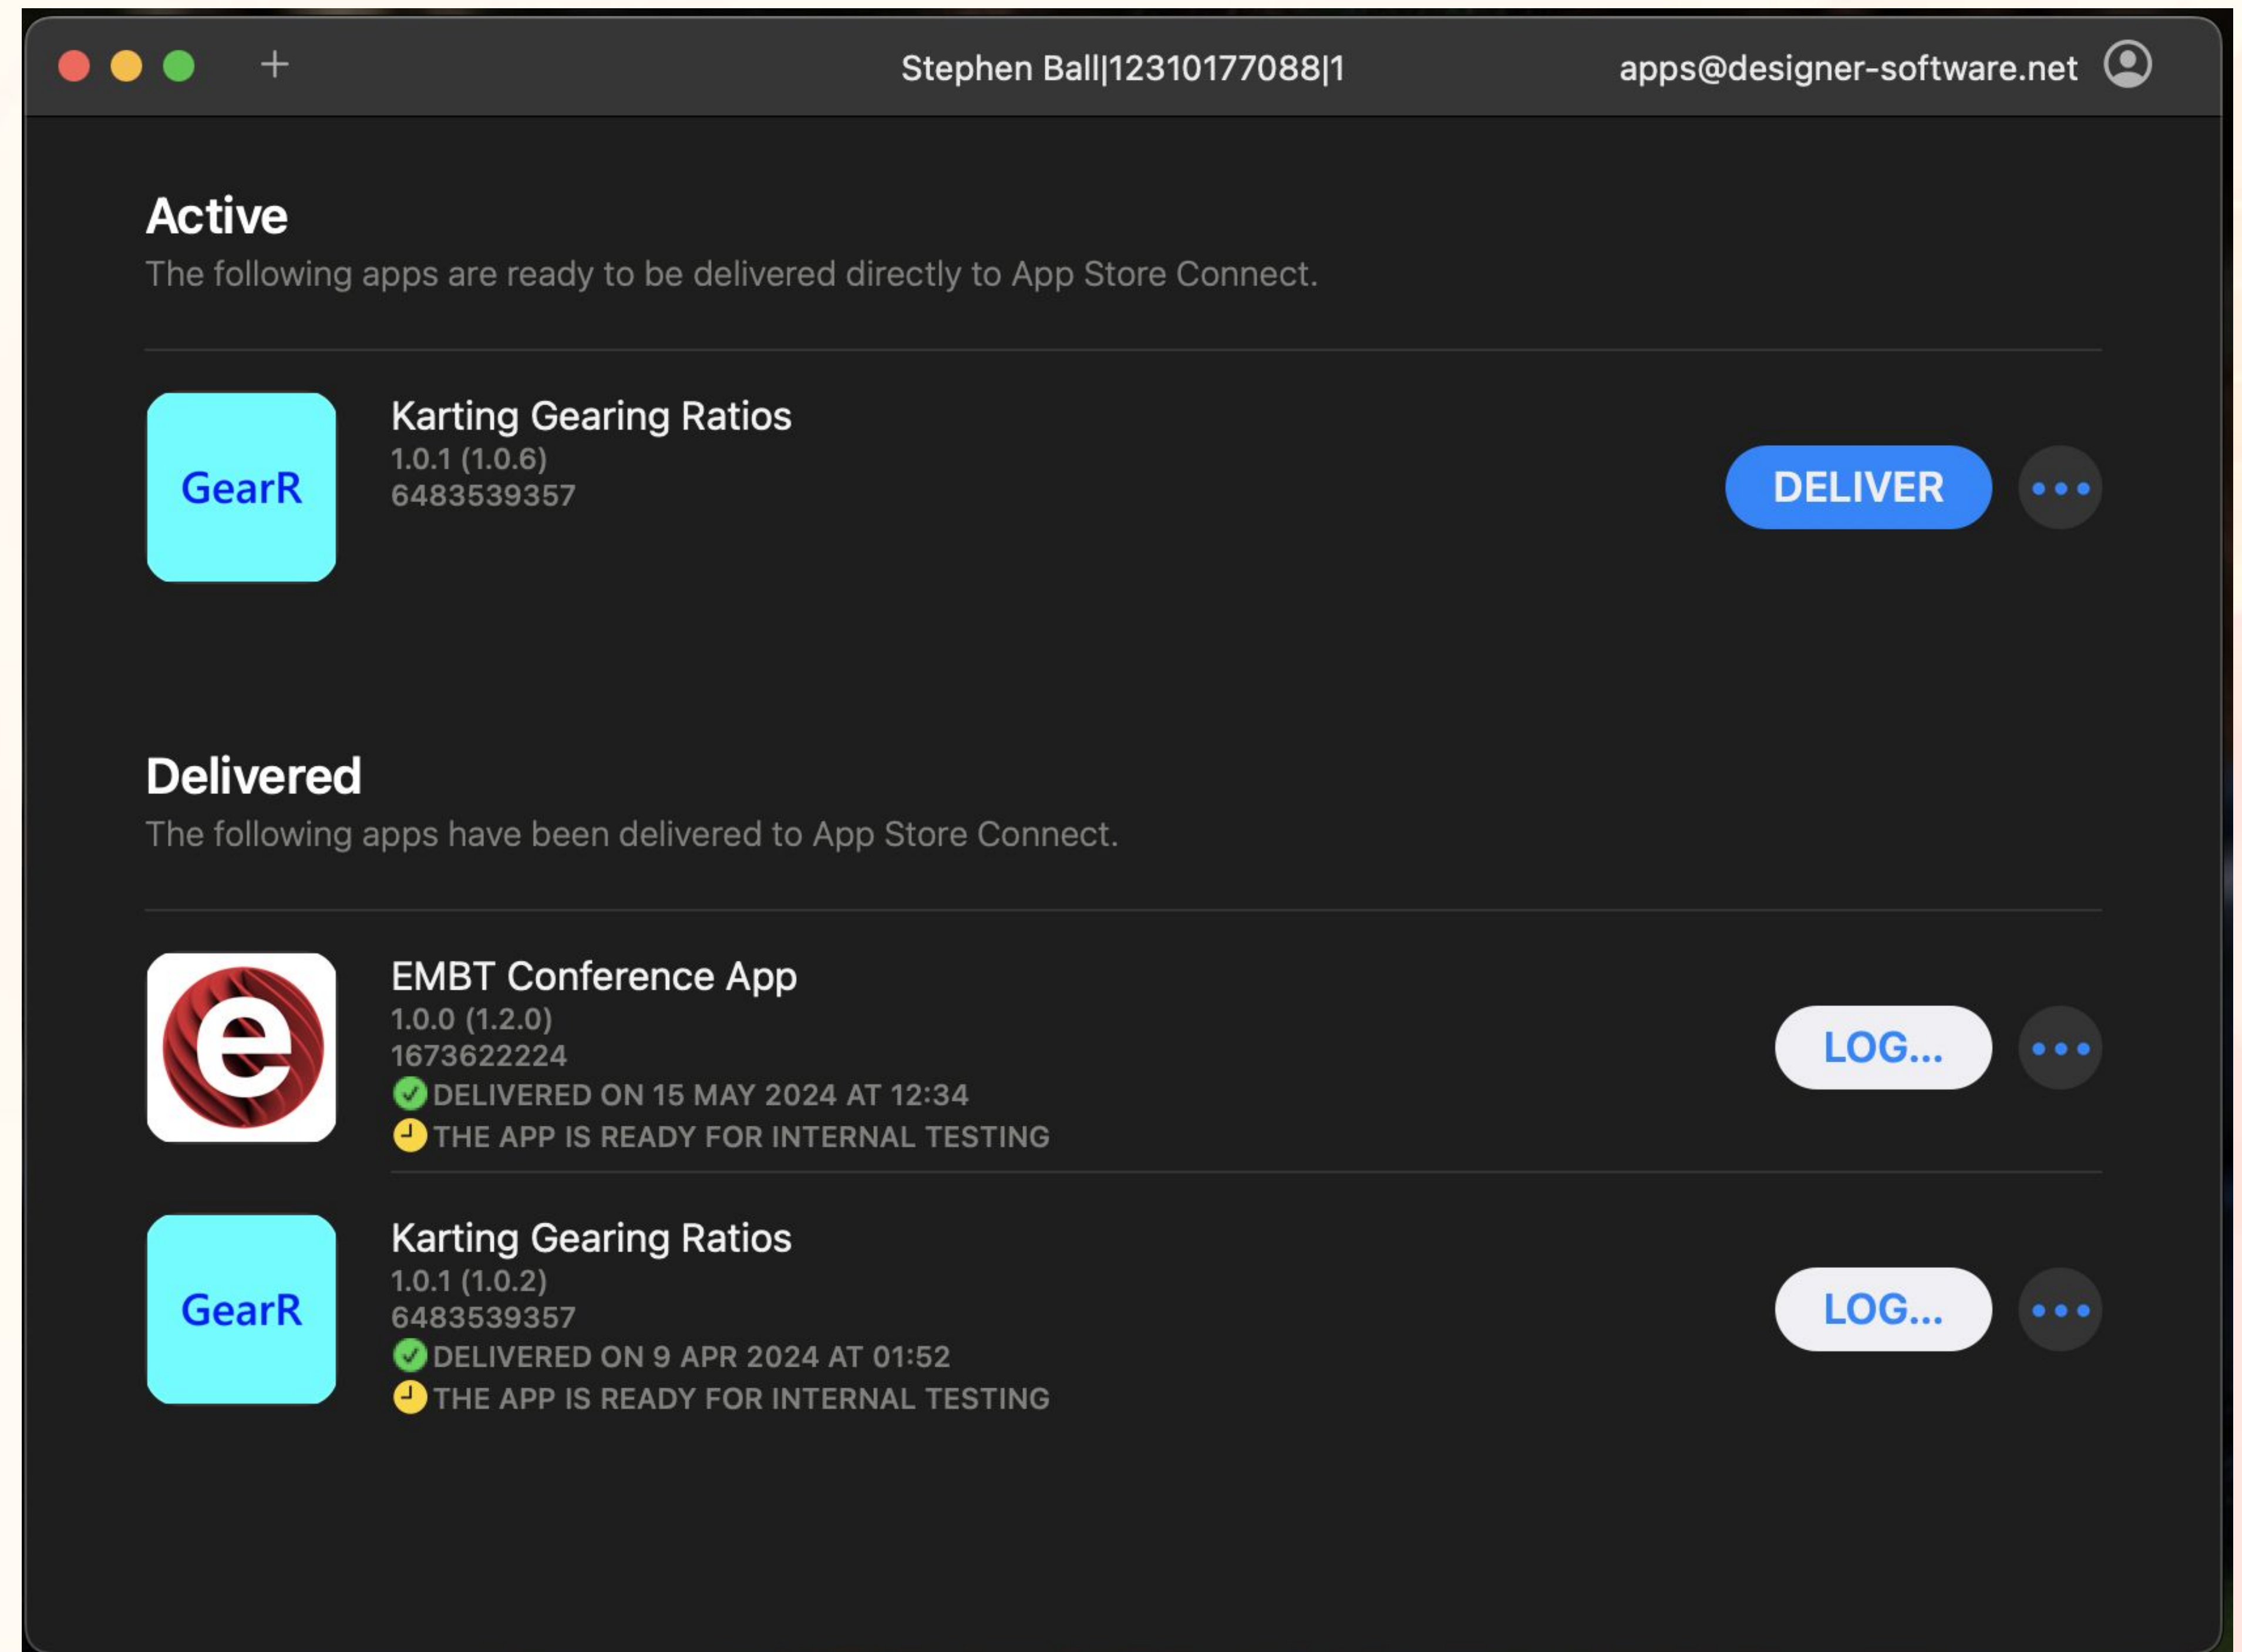 Stephen Ball|12310177088|1
apps@designer-software.net
Active
The following apps are ready to be delivered directly to App Store Connect.
GearR
Karting Gearing Ratios
1.0.1 (1.0.6)
6483539357
DELIVER
Delivered
The following apps have been delivered to App Store Connect.
e
EMBT Conference App
1.0.0 (1.2.0)
1673622224
DELIVERED ON 15 MAY 2024 AT 12:34
THE APP IS READY FOR INTERNAL TESTING
LOG...
GearR
Karting Gearing Ratios
1.0.1 (1.0.2)
6483539357
DELIVERED ON 9 APR 2024 AT 01:52
THE APP IS READY FOR INTERNAL TESTING
LOG...